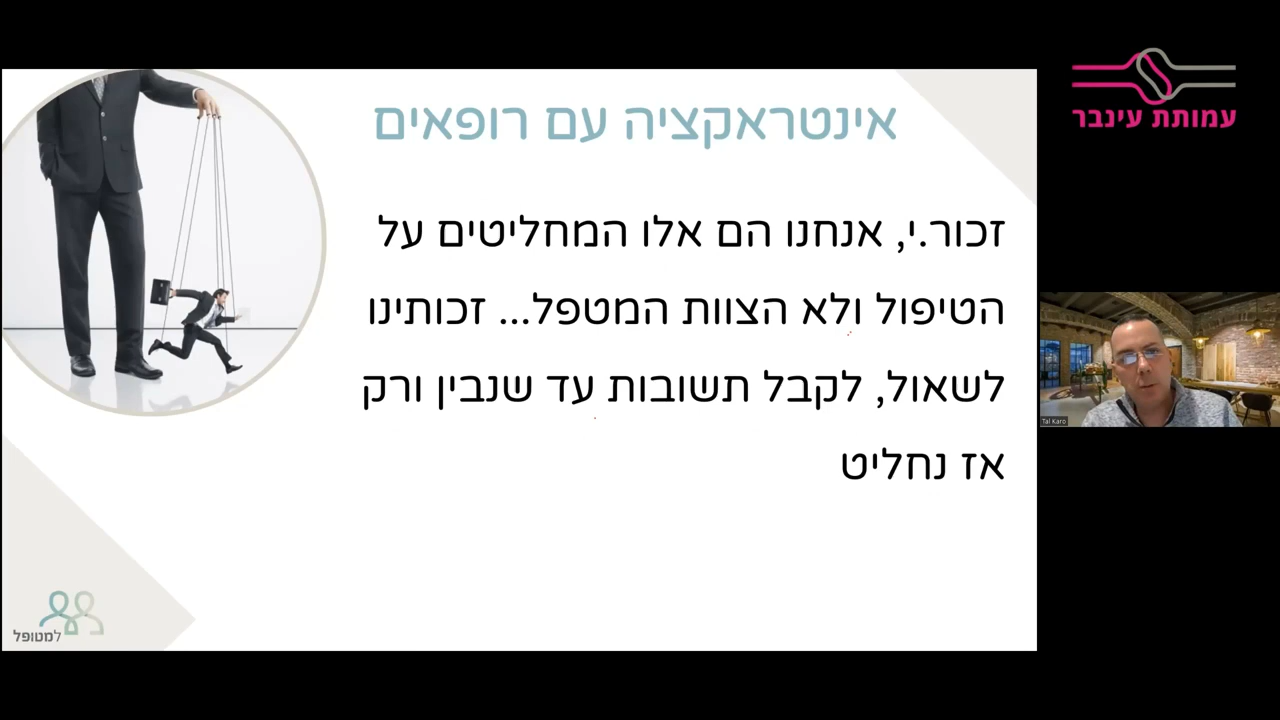 אינטראקציה עם רופאים
זכור.י, אנחנו הם אלו המחליטים על
הטיפול ולא הצוות המטפל... זכותינו
לשאול, לקבל תשובות עד שנבין ורק
אז נחליט
למטופל
עמותת עינבר
Tal Karo